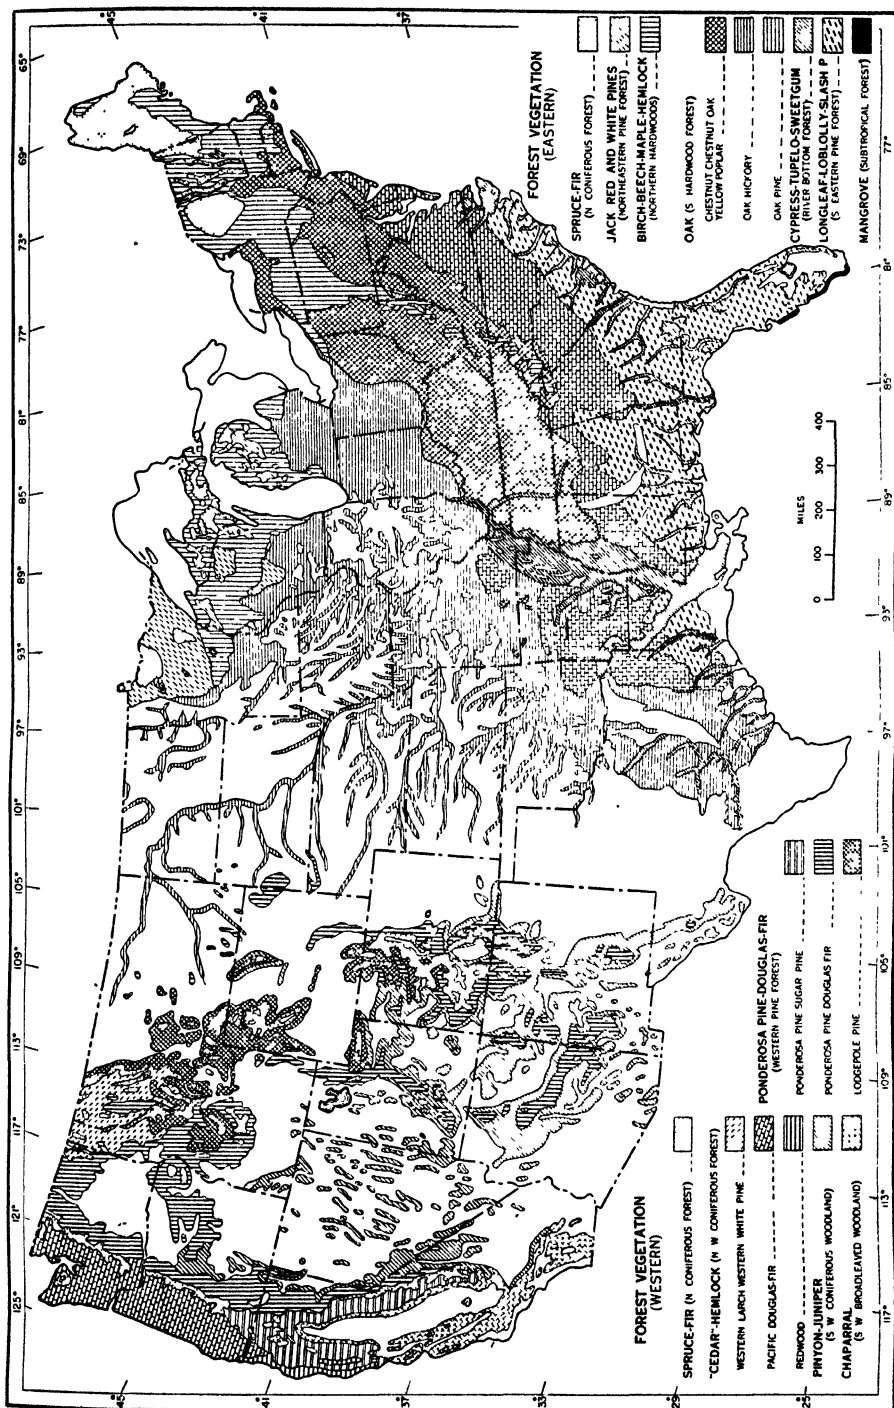 FOREST VEGETATION
(EASTERN)
SPRUCE-FIR
(N CONIFEROUS FOREST)
JACK RED AND WHITE PINES
(NORTHEASTERN PINE FOREST)
BIRCH-BEECH-MAPLE-HEMLOCK
(NORTHERN HARDWOODS)
OAK (S HARDWOOD FOREST)
CHESTNUT CHESTNUT OAK
YELLOW POPLAR
OAK HICKORY
OAK PINE
CYPRESS-TUPELO-SWEETGUM
(RIVER BOTTOM FOREST)
LONGLEAF-LOBLOLLY-SLASH P
(S EASTERN PINE FOREST)
MANGROVE (SUBTROPICAL FOREST)
FOREST VEGETATION
(WESTERN)
SPRUCE-FIR (N CONIFEROUS FOREST)
"CEDAR"-HEMLOCK (N W CONIFEROUS FOREST)
WESTERN LARCH-WESTERN WHITE PINE
PACIFIC DOUGLAS-FIR
REDWOOD
PINYON-JUNIPER
(S W CONIFEROUS WOODLAND)
CHAPARRAL
(S W BROADLEAVED WOODLAND)
PONDEROSA PINE-DOUGLAS-FIR
(WESTERN PINE FOREST)
PONDEROSA PINE SUGAR PINE
PONDEROSA PINE DOUGLAS FIR
LODGEPOLE PINE
MILES
0 100 200 300 400
125° 121° 117° 113° 109° 105° 101° 97° 93° 89° 85° 81° 77° 73° 69° 65°
45° 41° 37° 33 29 25
45° 41° 37
117° 113° 109° 105° 101° 97° 93° 89° 85° 81° 77°